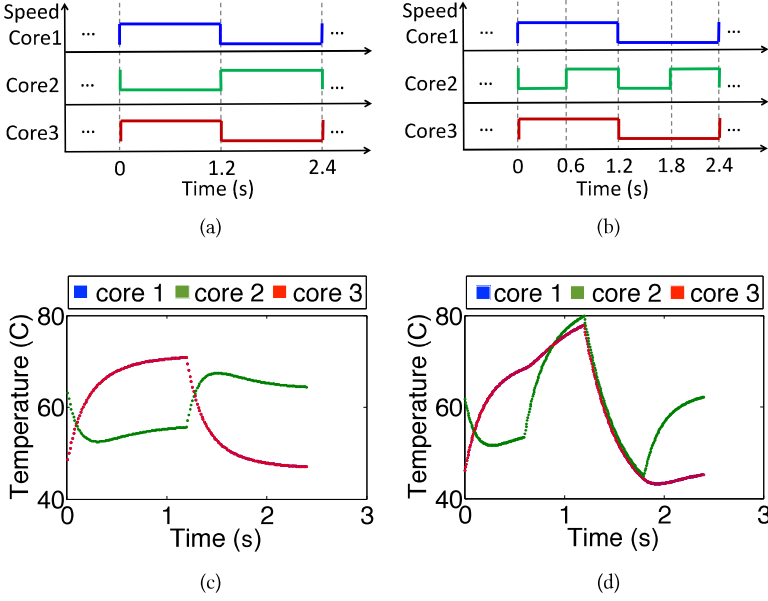 Speed
Core1 ... ...
Core2 ... ...
Core3 ... ...
0 1.2 2.4
Time (s)
(a)
Speed
Core1 ... ...
Core2 ... ...
Core3 ... ...
0 0.6 1.2 1.8 2.4
Time (s)
(b)
core 1 core 2 core 3
80
60
40
Temperature (C)
0 1 2 3
Time (s)
(c)
core 1 core 2 core 3
80
60
40
Temperature (C)
0 1 2 3
Time (s)
(d)